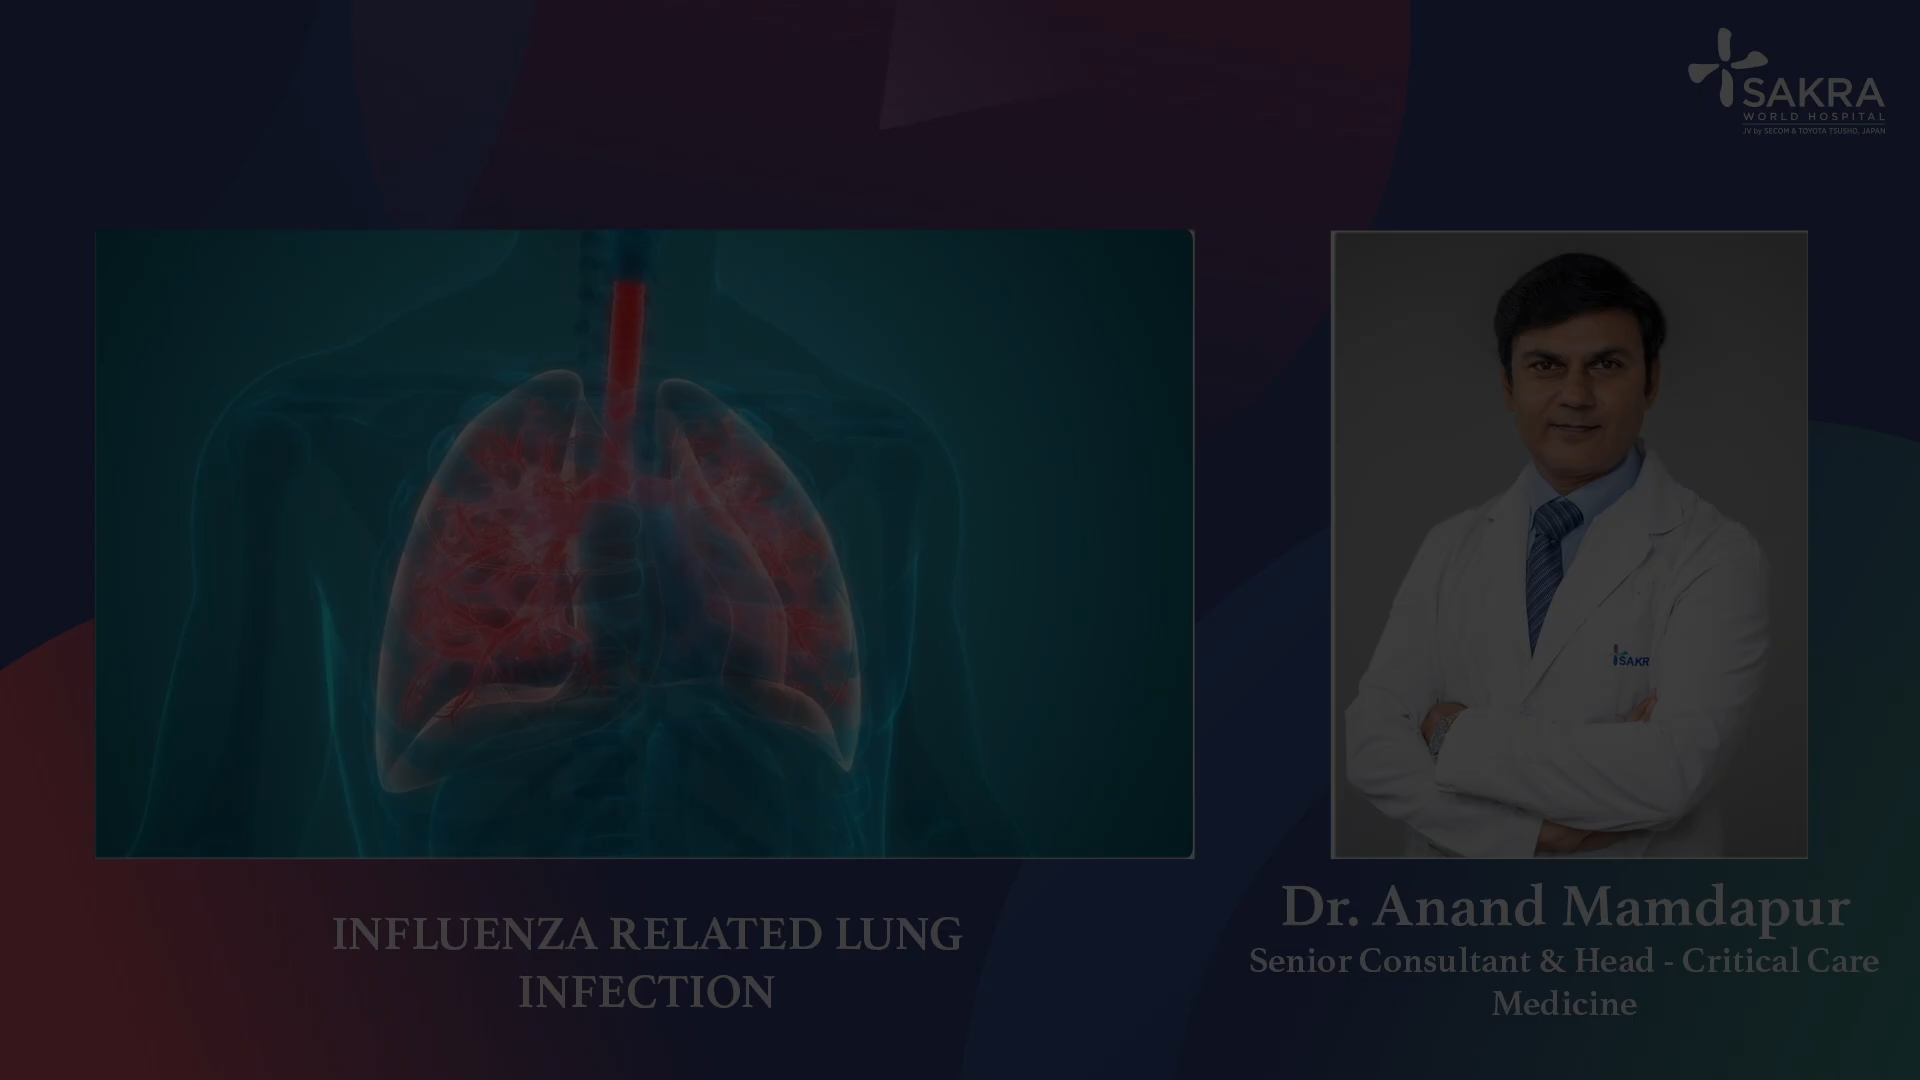 SAKRA
WORLD HOSPITAL
JV by SECOM & TOYOTA TSUSHO, JAPAN
SAKR
INFLUENZA RELATED LUNG
INFECTION
Dr. Anand Mamdapur
Senior Consultant & Head - Critical Care
Medicine